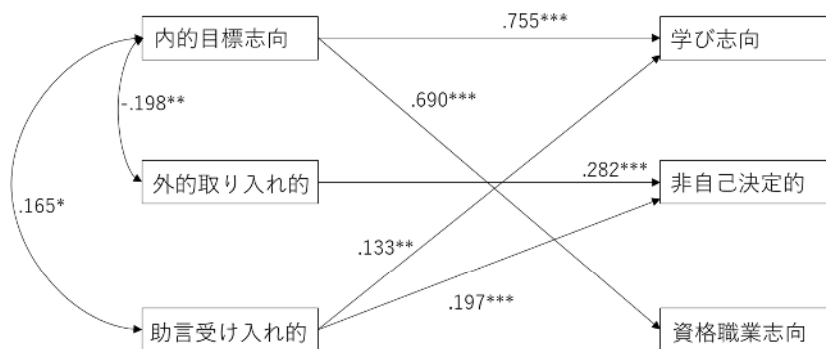 内的目標志向
.755***
学び志向
-.198**
.690***
外的取り入れ的
.282***
非自己決定的
.165*
.133**
.197***
助言受け入れ的
資格職業志向